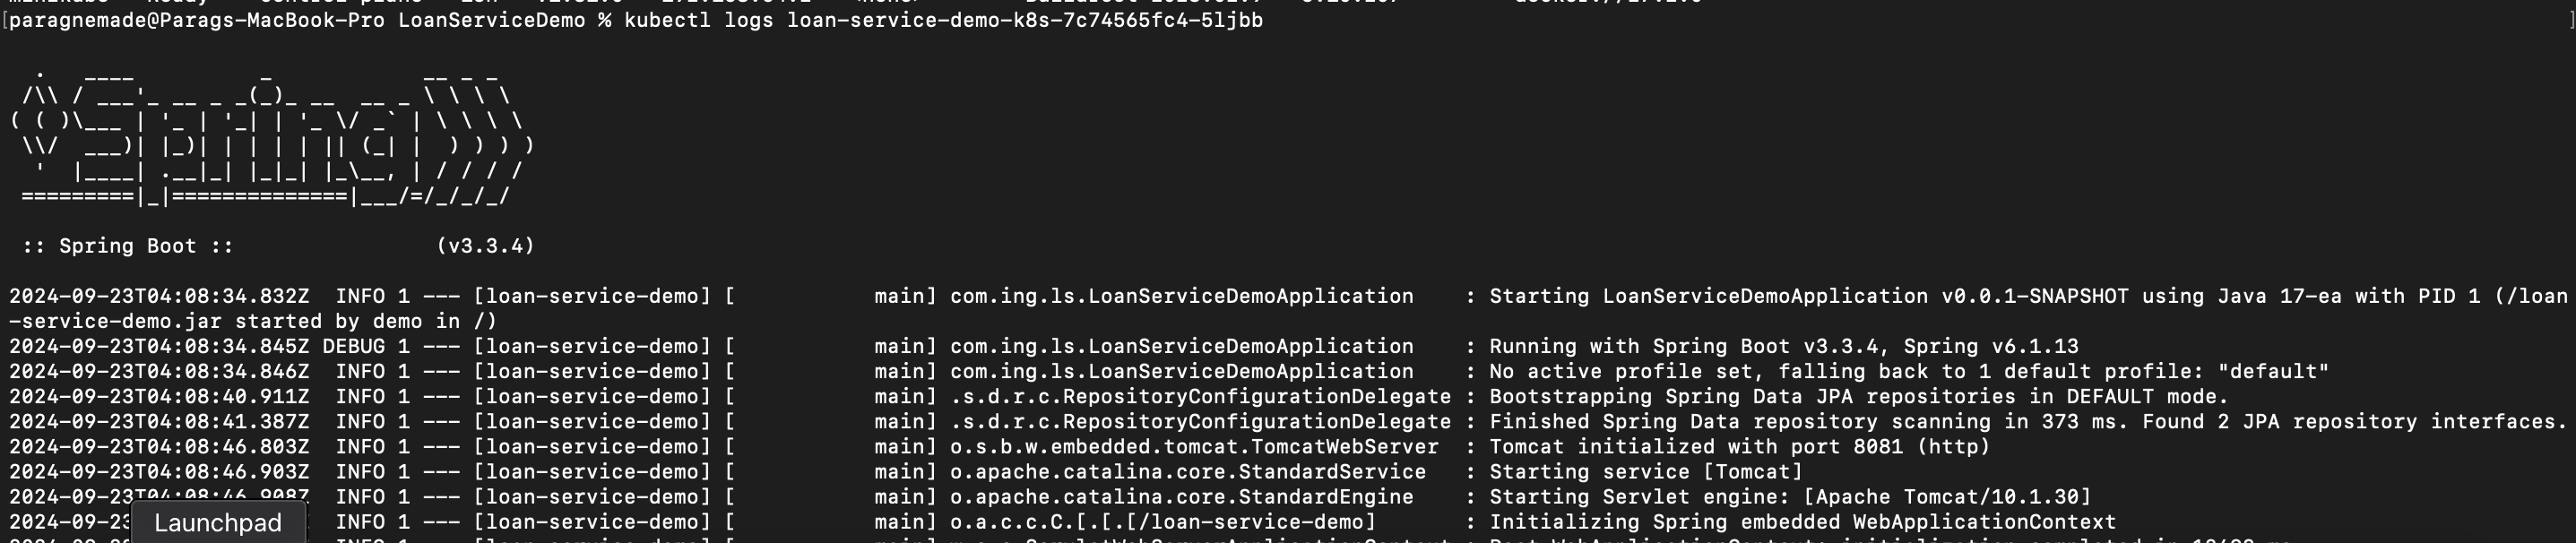 [paragnemade@Parags-MacBook-Pro LoanServiceDemo % kubectl logs loan-service-demo-k8s-7c74565fc4-5ljbb ]
  .   ____          _            __ _ _
 /\\ / ___'_ __ _ _(_)_ __  __ _ \ \ \ \
( ( )\___ | '_ | '_| | '_ \/ _` | \ \ \ \
 \\/  ___)| |_)| | | | | || (_| |  ) ) ) )
  '  |____| .__|_| |_|_| |_\__, | / / / /
 =========|_|==============|___/=/_/_/_/
 :: Spring Boot ::                (v3.3.4)
2024-09-23T04:08:34.832Z  INFO 1 --- [loan-service-demo] [           main] com.ing.ls.LoanServiceDemoApplication    : Starting LoanServiceDemoApplication v0.0.1-SNAPSHOT using Java 17-ea with PID 1 (/loan
-service-demo.jar started by demo in /)
2024-09-23T04:08:34.845Z DEBUG 1 --- [loan-service-demo] [           main] com.ing.ls.LoanServiceDemoApplication    : Running with Spring Boot v3.3.4, Spring v6.1.13
2024-09-23T04:08:34.846Z  INFO 1 --- [loan-service-demo] [           main] com.ing.ls.LoanServiceDemoApplication    : No active profile set, falling back to 1 default profile: "default"
2024-09-23T04:08:40.911Z  INFO 1 --- [loan-service-demo] [           main] .s.d.r.c.RepositoryConfigurationDelegate : Bootstrapping Spring Data JPA repositories in DEFAULT mode.
2024-09-23T04:08:41.387Z  INFO 1 --- [loan-service-demo] [           main] .s.d.r.c.RepositoryConfigurationDelegate : Finished Spring Data repository scanning in 373 ms. Found 2 JPA repository interfaces.
2024-09-23T04:08:46.803Z  INFO 1 --- [loan-service-demo] [           main] o.s.b.w.embedded.tomcat.TomcatWebServer  : Tomcat initialized with port 8081 (http)
2024-09-23T04:08:46.903Z  INFO 1 --- [loan-service-demo] [           main] o.apache.catalina.core.StandardService   : Starting service [Tomcat]
2024-09-23T04:08:46.908Z  INFO 1 --- [loan-service-demo] [           main] o.apache.catalina.core.StandardEngine    : Starting Servlet engine: [Apache Tomcat/10.1.30]
2024-09-23 Launchpad INFO 1 --- [loan-service-demo] [           main] o.a.c.c.C.[.[.[/loan-service-demo]       : Initializing Spring embedded WebApplicationContext